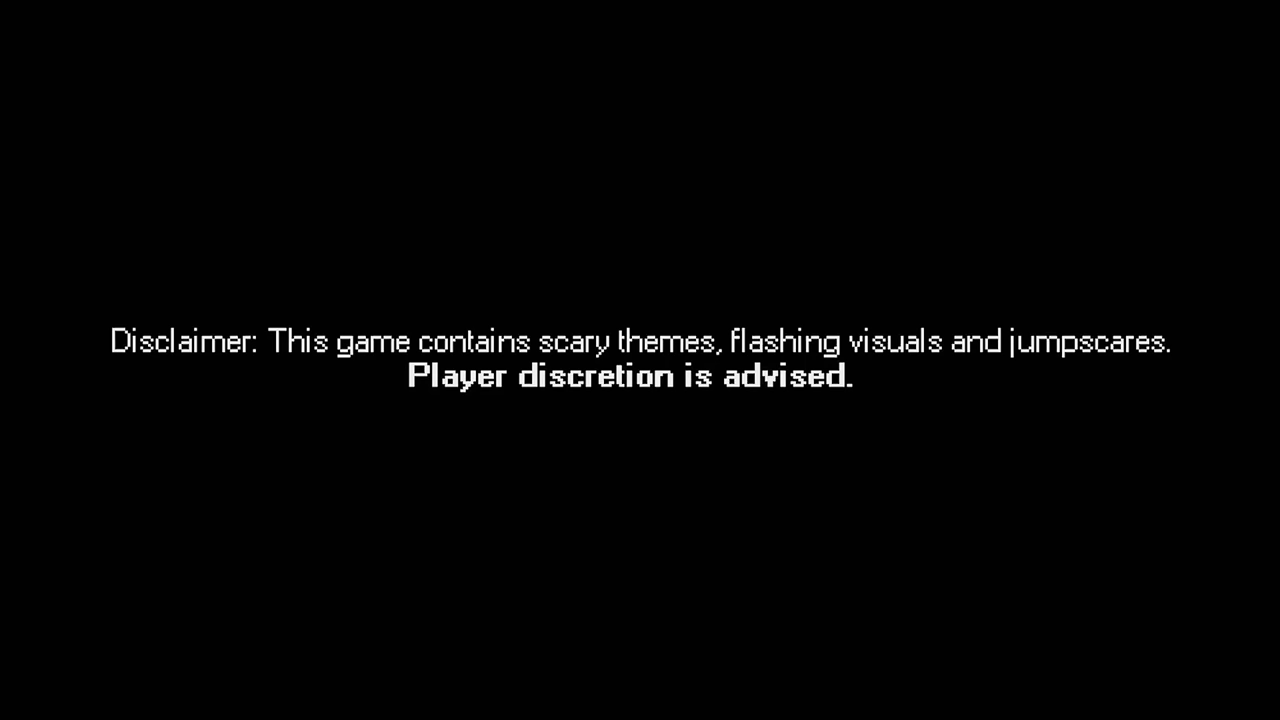 Disclaimer: This game contains scary themes, flashing visuals and jumpscares.
Player discretion is advised.